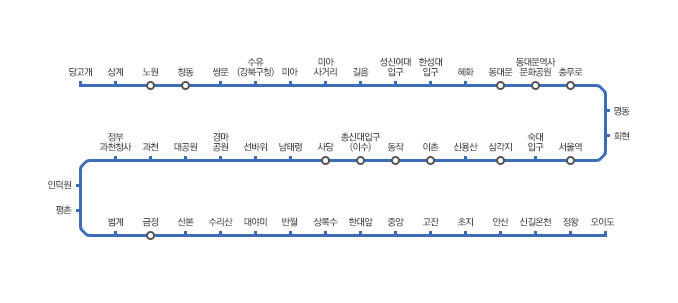 당고개
상계
노원
창동
쌍문
수유
(강북구청)
미아
미아
사거리
길음
성신여대
입구
한성대
입구
혜화
동대문
동대문역사
문화공원
충무로
명동
회현
서울역
숙대
입구
삼각지
신용산
이촌
동작
총신대입구
(이수)
사당
남태령
선바위
경마
공원
대공원
과천
정부
과천청사
인덕원
평촌
범계
금정
산본
수리산
대야미
반월
상록수
한대앞
중앙
고잔
초지
안산
신길온천
정왕
오이도